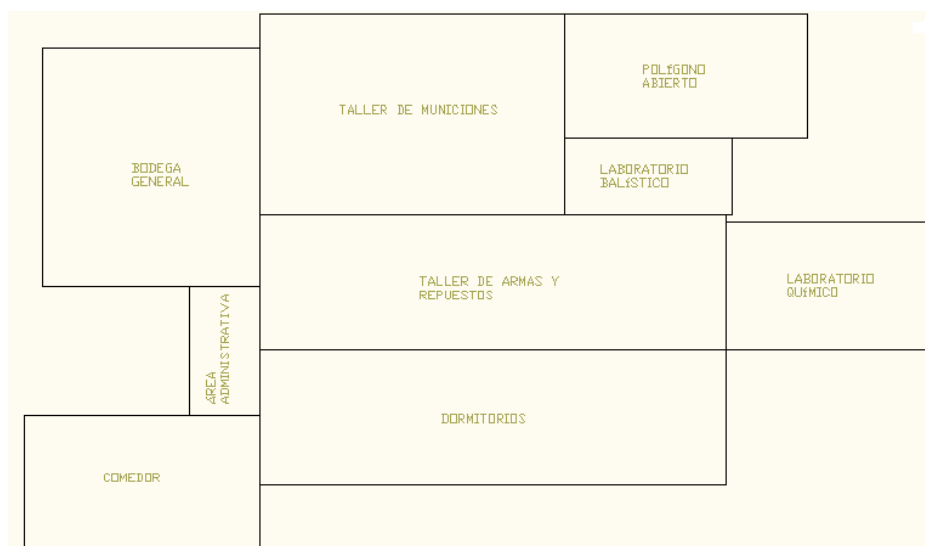 POLÍGONO
ABIERTO
TALLER DE MUNICIONES
BODEGA
GENERAL
LABORATORIO
BALÍSTICO
TALLER DE ARMAS Y
REPUESTOS
LABORATORIO
QUÍMICO
ÁREA
ADMINISTRATIVA
DORMITORIOS
COMEDOR